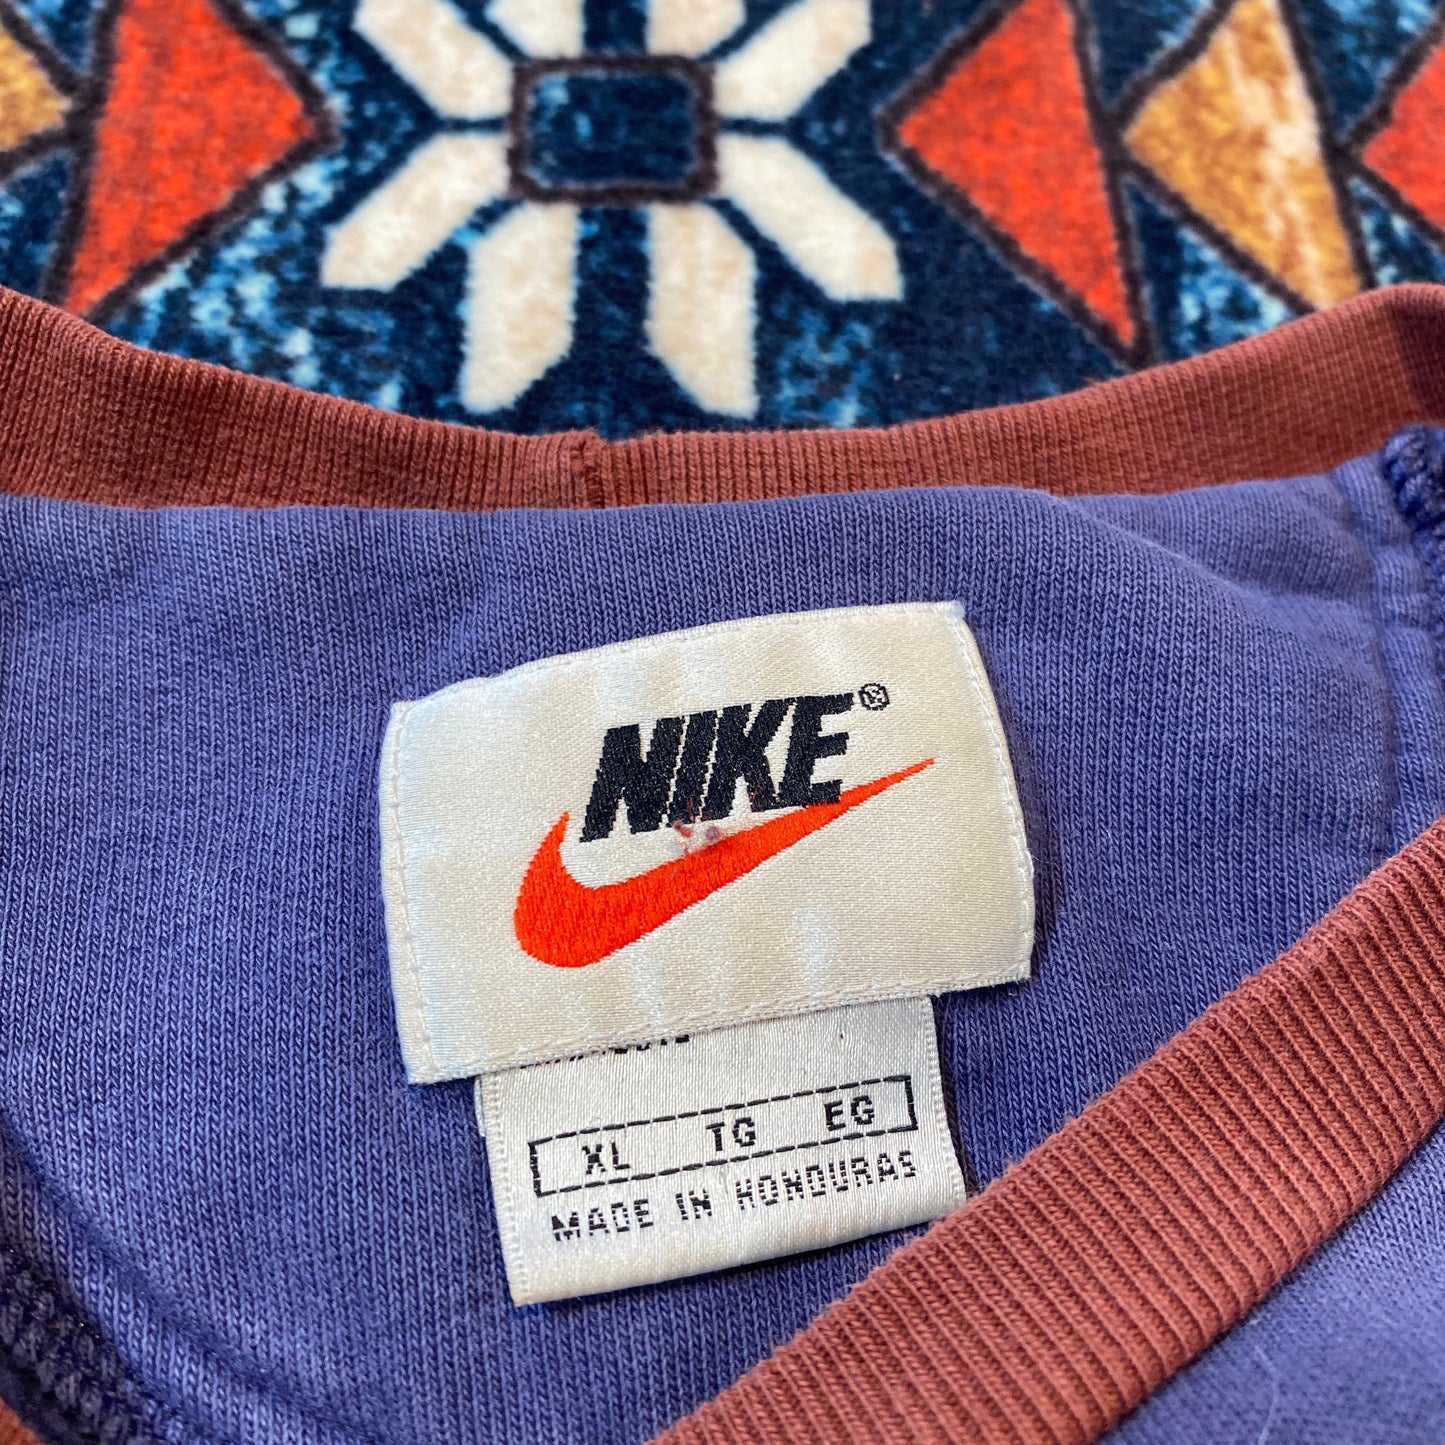 NIKE®
XL TG EG
MADE IN HONDURAS